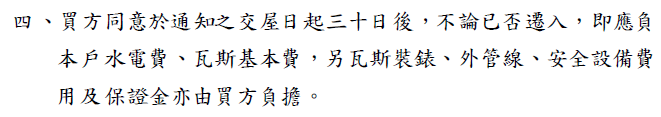 四、買方同意於通知之交屋日起三十日後，不論已否遷入，即應負
本戶水電費、瓦斯基本費，另瓦斯裝錶、外管線、安全設備費
用及保證金亦由買方負擔。